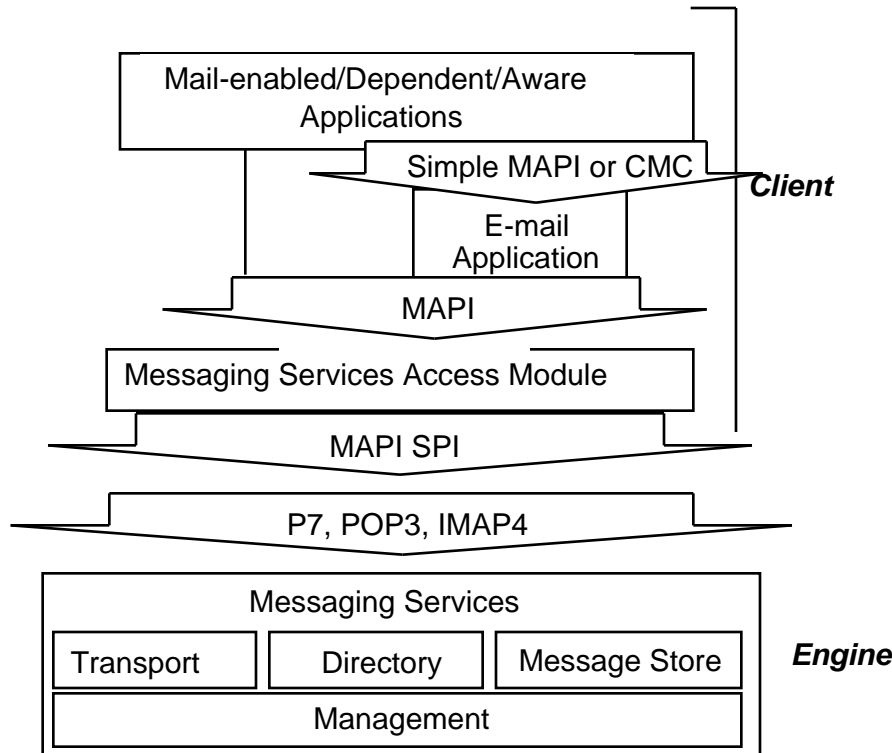 Mail-enabled/Dependent/Aware
Applications
Simple MAPI or CMC
Client
E-mail
Application
MAPI
Messaging Services Access Module
MAPI SPI
P7, POP3, IMAP4
Messaging Services
Transport
Directory
Message Store
Engine
Management